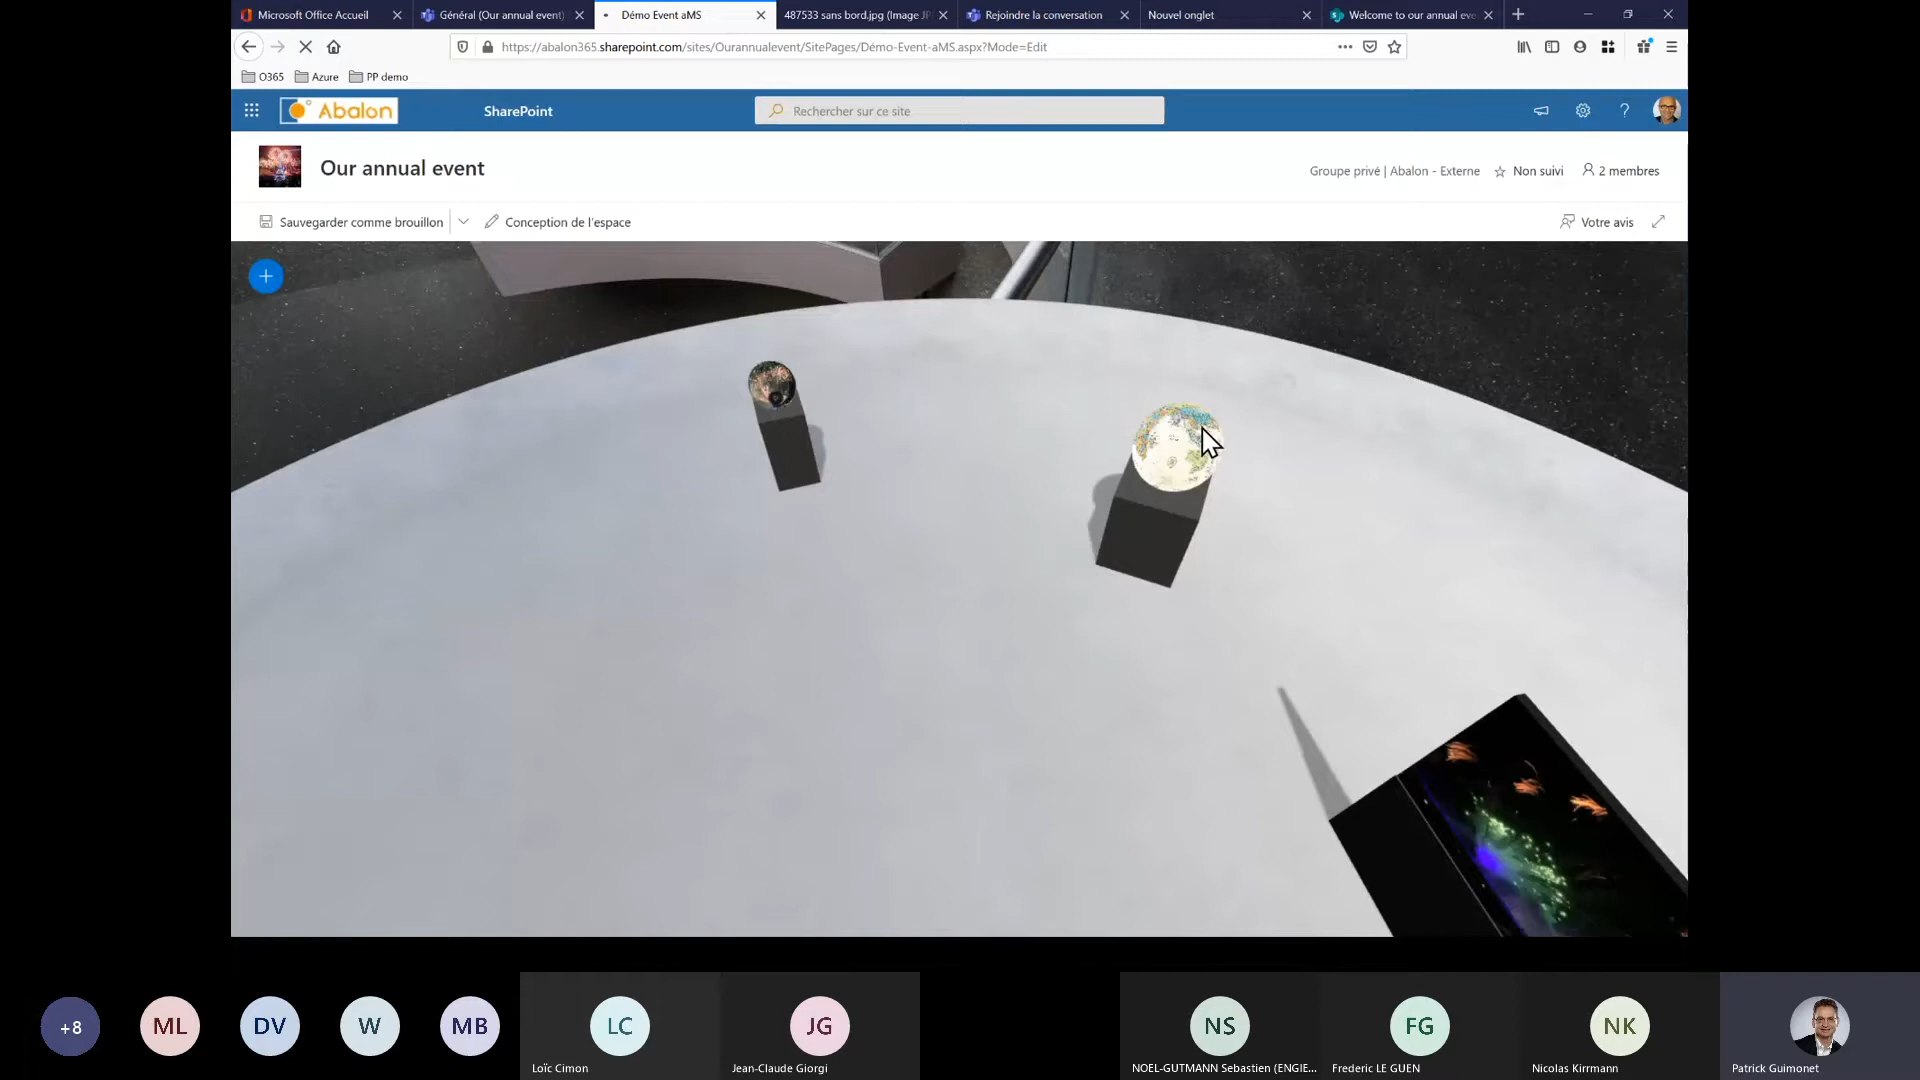 Microsoft Office Accueil
Général (Our annual event)
Démo Event aMS
487533 sans bord.jpg (Image JP
Rejoindre la conversation
Nouvel onglet
Welcome to our annual eve
https://abalon365.sharepoint.com/sites/Ourannualevent/SitePages/Démo-Event-aMS.aspx?Mode=Edit
O365
Azure
PP demo
Abalon
SharePoint
Rechercher sur ce site
Our annual event
Groupe privé | Abalon - Externe
Non suivi
2 membres
Sauvegarder comme brouillon
Conception de l'espace
Votre avis
+8
ML
DV
W
MB
LC
JG
NS
FG
NK
Loïc Cimon
Jean-Claude Giorgi
NOEL-GUTMANN Sebastien (ENGIE...
Frederic LE GUEN
Nicolas Kirrmann
Patrick Guimonet